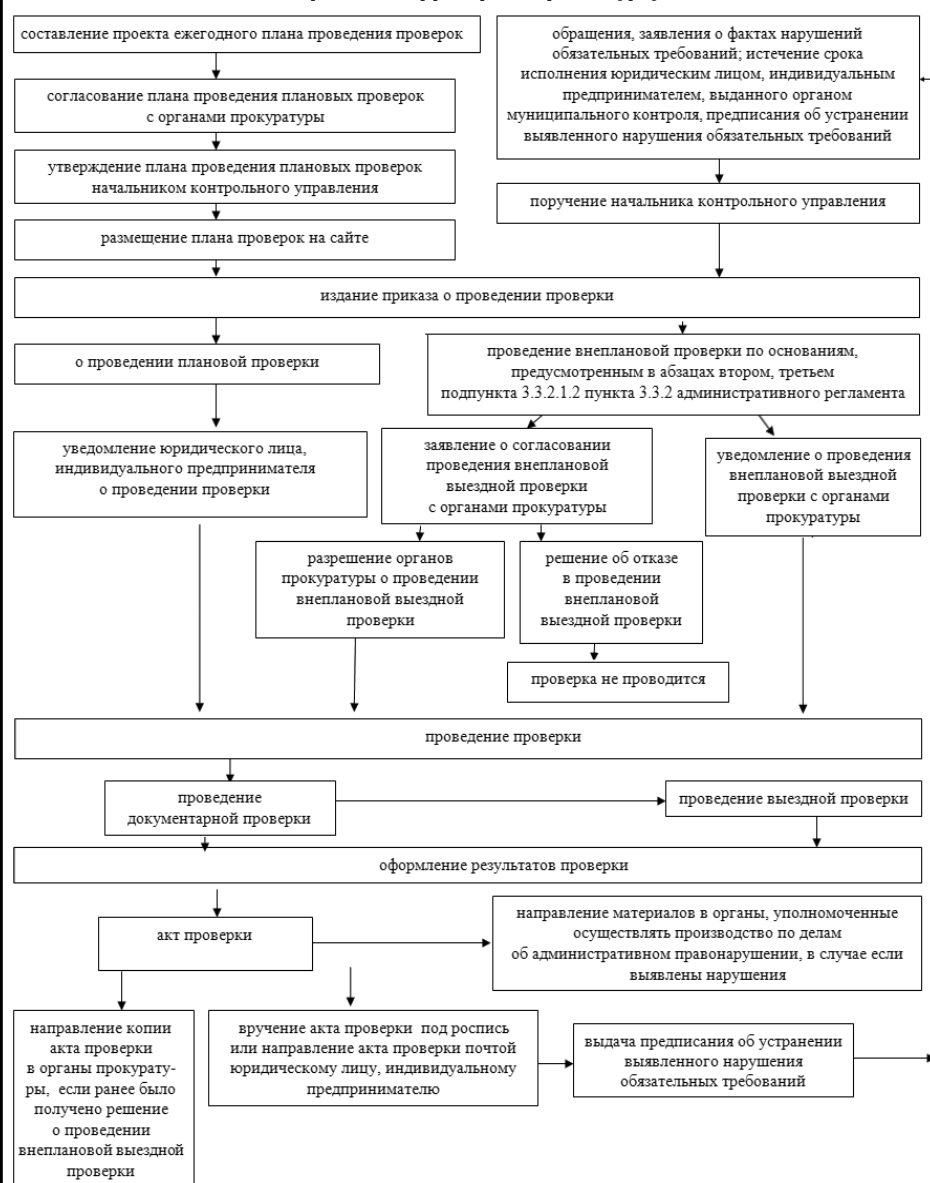 составление проекта ежегодного плана проведения проверок
согласование плана проведения плановых проверок
с органами прокуратуры
утверждение плана проведения плановых проверок
начальником контрольного управления
размещение плана проверок на сайте
обращения, заявления о фактах нарушений
обязательных требований; истечение срока
исполнения юридическим лицом, индивидуальным
предпринимателем, выданного органом
муниципального контроля, предписания об устранении
выявленного нарушения обязательных требований
поручение начальника контрольного управления
издание приказа о проведении проверки
о проведении плановой проверки
проведение внеплановой проверки по основаниям,
предусмотренным в абзацах втором, третьем
подпункта 3.3.2.1.2 пункта 3.3.2 административного регламента
уведомление юридического лица,
индивидуального предпринимателя
о проведении проверки
заявление о согласовании
проведения внеплановой
выездной проверки
с органами прокуратуры
уведомление о проведения
внеплановой выездной
проверки с органами
прокуратуры
разрешение органов
прокуратуры о проведении
внеплановой выездной
проверки
решение об отказе
в проведении
внеплановой
выездной проверки
проверка не проводится
проведение проверки
проведение
документарной проверки
проведение выездной проверки
оформление результатов проверки
акт проверки
направление материалов в органы, уполномоченные
осуществлять производство по делам
об административном правонарушении, в случае если
выявлены нарушения
направление копии
акта проверки
в органы прокурату-
ры, если ранее было
получено решение
о проведении
внеплановой выездной
проверки
вручение акта проверки под роспись
или направление акта проверки почтой
юридическому лицу, индивидуальному
предпринимателю
выдача предписания об устранении
выявленного нарушения
обязательных требований